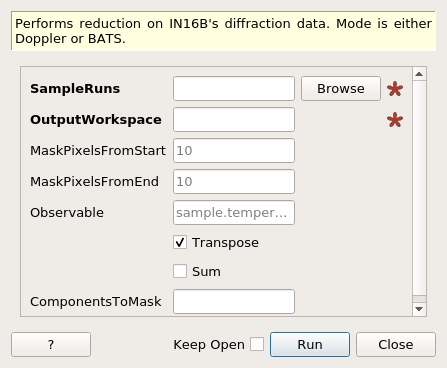 Performs reduction on IN16B's diffraction data. Mode is either
Doppler or BATS.
SampleRuns Browse *
OutputWorkspace *
MaskPixelsFromStart 10
MaskPixelsFromEnd 10
Observable sample.temper...
Transpose
Sum
ComponentsToMask
? Keep Open Run Close